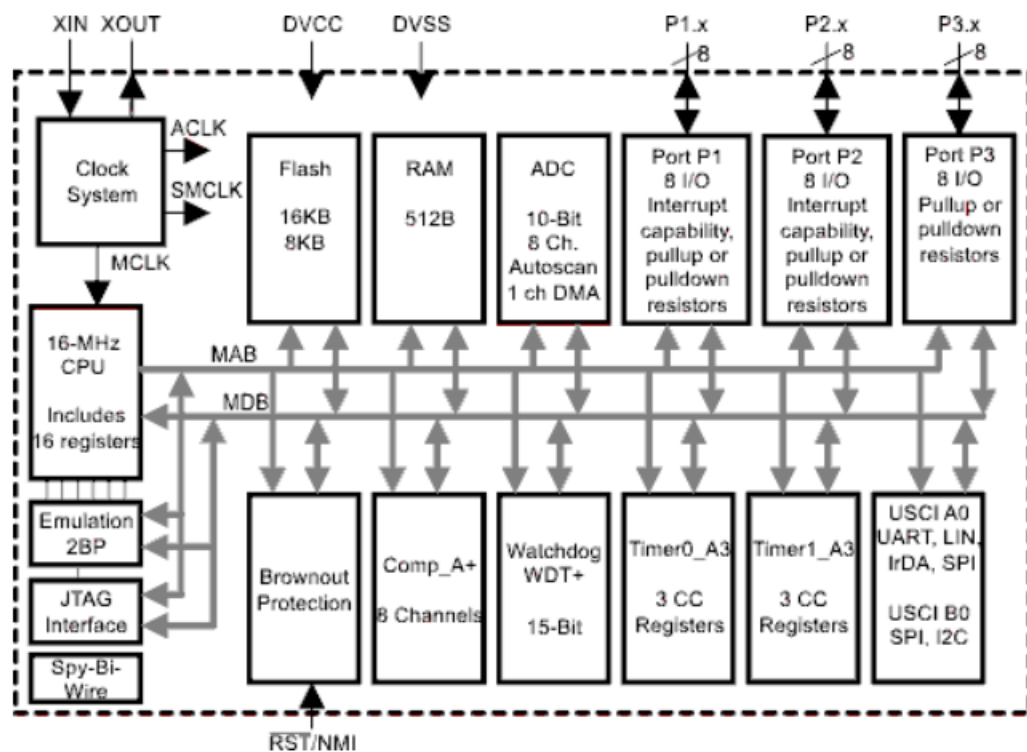 XIN XOUT DVCC DVSS P1.x P2.x P3.x
8 8 8
Clock
System
ACLK
SMCLK
MCLK
Flash
16KB
8KB
RAM
512B
ADC
10-Bit
8 Ch.
Autoscan
1 ch DMA
Port P1
8 I/O
Interrupt
capability,
pullup or
pulldown
resistors
Port P2
8 I/O
Interrupt
capability,
pullup or
pulldown
resistors
Port P3
8 I/O
Pullup or
pulldown
resistors
16-MHz
CPU
Includes
16 registers
MAB
MDB
Emulation
2BP
JTAG
Interface
Spy-Bi-
Wire
Brownout
Protection
Comp_A+
8 Channels
Watchdog
WDT+
15-Bit
Timer0_A3
3 CC
Registers
Timer1_A3
3 CC
Registers
USCI A0
UART, LIN,
IrDA, SPI
USCI B0
SPI, I2C
RST/NMI